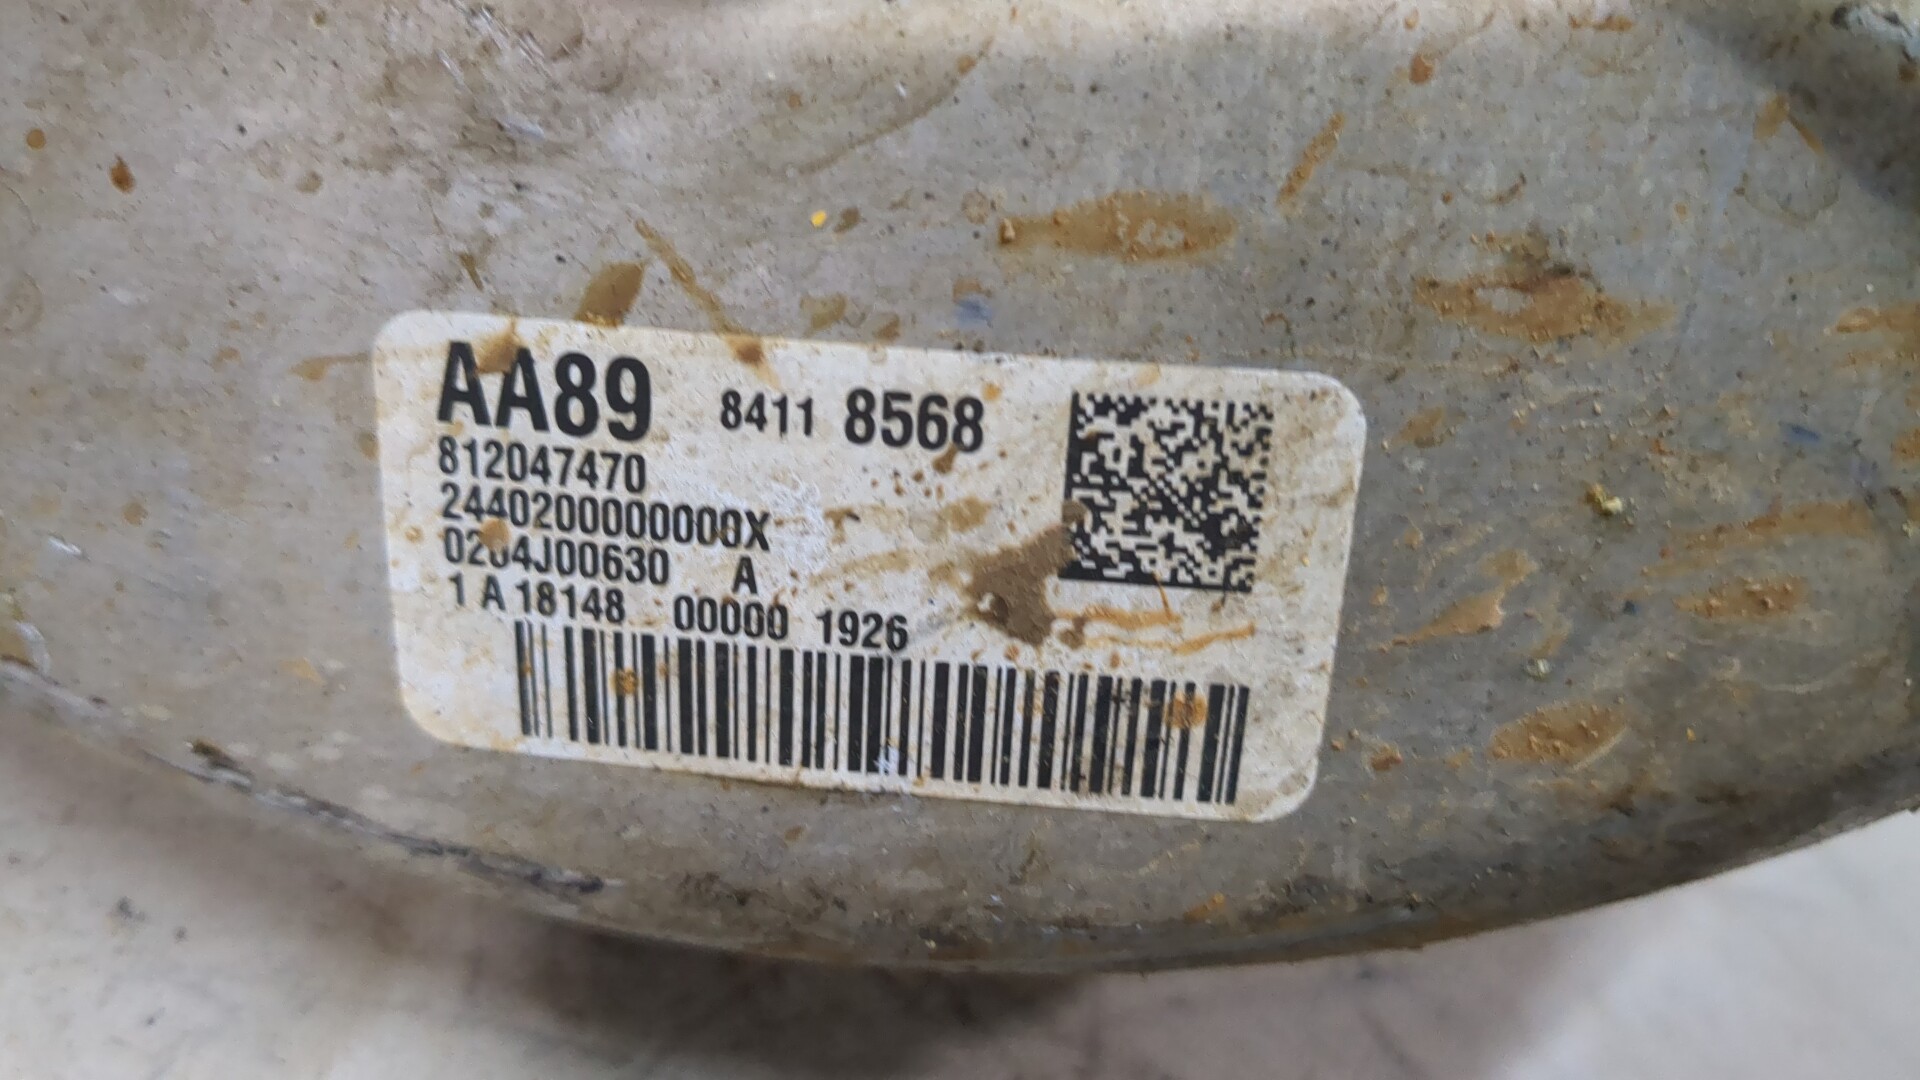 AA89 8411 8568
812047470
2440200000000X
0204J00630 A
1 A 18148 00000 1926